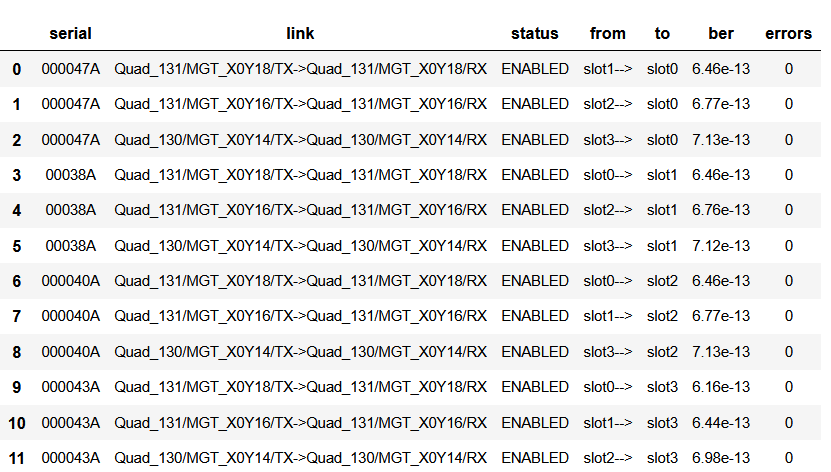 serial link status from to ber errors
0 000047A Quad_131/MGT_X0Y18/TX->Quad_131/MGT_X0Y18/RX ENABLED slot1--> slot0 6.46e-13 0
1 000047A Quad_131/MGT_X0Y16/TX->Quad_131/MGT_X0Y16/RX ENABLED slot2--> slot0 6.77e-13 0
2 000047A Quad_130/MGT_X0Y14/TX->Quad_130/MGT_X0Y14/RX ENABLED slot3--> slot0 7.13e-13 0
3 00038A Quad_131/MGT_X0Y18/TX->Quad_131/MGT_X0Y18/RX ENABLED slot0--> slot1 6.46e-13 0
4 00038A Quad_131/MGT_X0Y16/TX->Quad_131/MGT_X0Y16/RX ENABLED slot2--> slot1 6.76e-13 0
5 00038A Quad_130/MGT_X0Y14/TX->Quad_130/MGT_X0Y14/RX ENABLED slot3--> slot1 7.12e-13 0
6 000040A Quad_131/MGT_X0Y18/TX->Quad_131/MGT_X0Y18/RX ENABLED slot0--> slot2 6.46e-13 0
7 000040A Quad_131/MGT_X0Y16/TX->Quad_131/MGT_X0Y16/RX ENABLED slot1--> slot2 6.77e-13 0
8 000040A Quad_130/MGT_X0Y14/TX->Quad_130/MGT_X0Y14/RX ENABLED slot3--> slot2 7.13e-13 0
9 000043A Quad_131/MGT_X0Y18/TX->Quad_131/MGT_X0Y18/RX ENABLED slot0--> slot3 6.16e-13 0
10 000043A Quad_131/MGT_X0Y16/TX->Quad_131/MGT_X0Y16/RX ENABLED slot1--> slot3 6.44e-13 0
11 000043A Quad_130/MGT_X0Y14/TX->Quad_130/MGT_X0Y14/RX ENABLED slot2--> slot3 6.98e-13 0